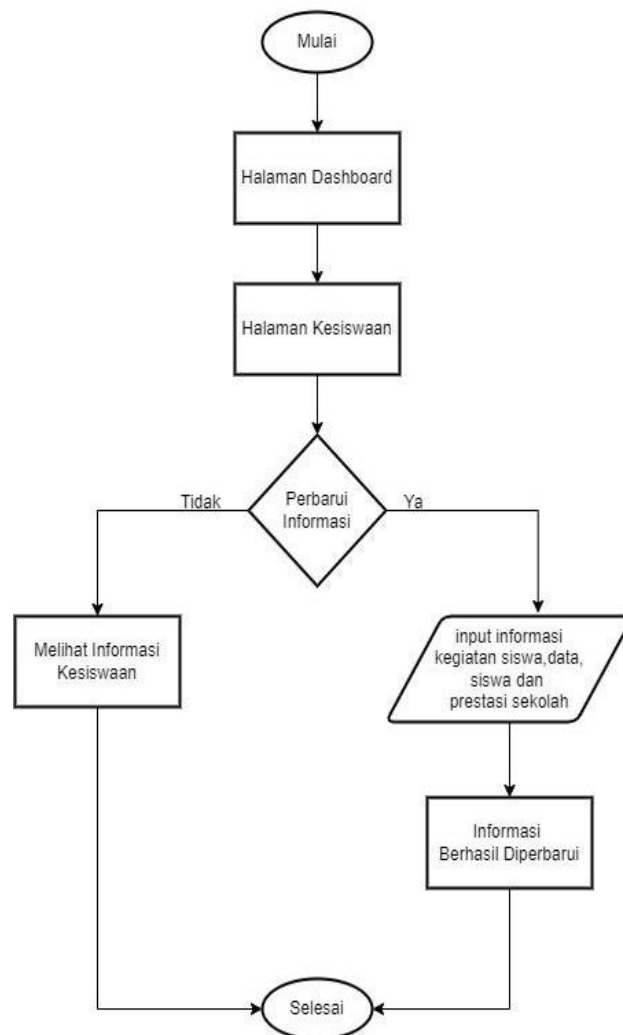 Mulai
Halaman Dashboard
Halaman Kesiswaan
Perbarui
Informasi
Tidak
Ya
Melihat Informasi
Kesiswaan
input informasi
kegiatan siswa,data,
siswa dan
prestasi sekolah
Informasi
Berhasil Diperbarui
Selesai